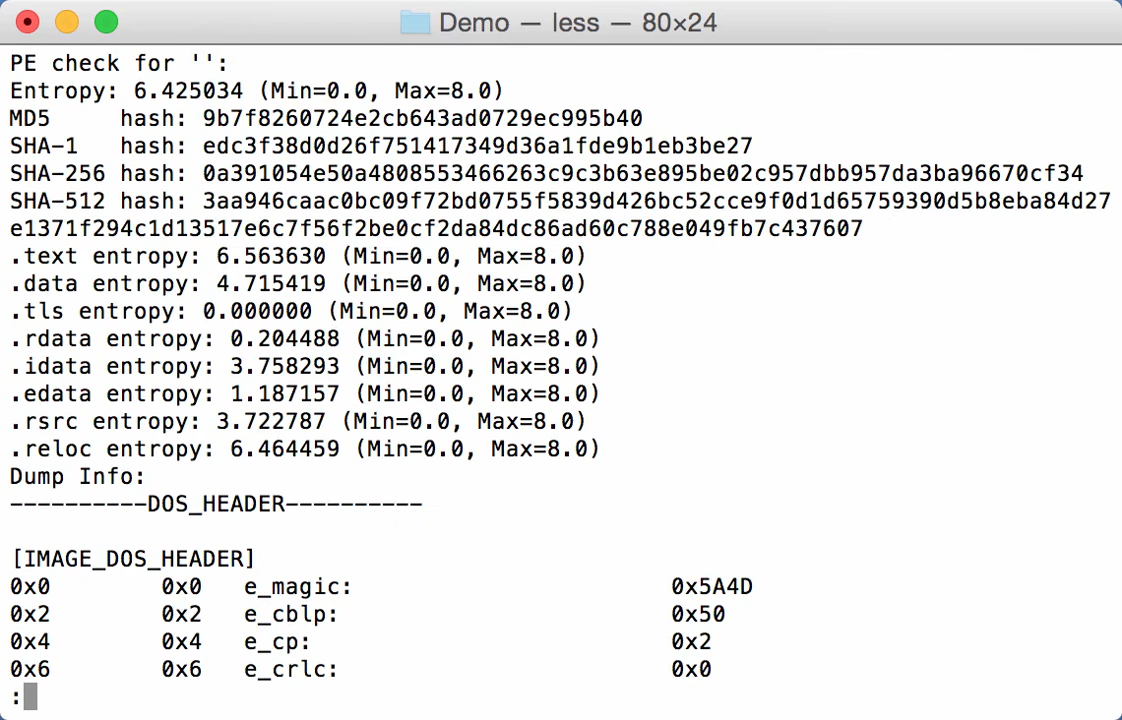 Demo — less — 80×24
PE check for '':
Entropy: 6.425034 (Min=0.0, Max=8.0)
MD5     hash: 9b7f8260724e2cb643ad0729ec995b40
SHA-1   hash: edc3f38d0d26f751417349d36a1fde9b1eb3be27
SHA-256 hash: 0a391054e50a4808553466263c9c3b63e895be02c957dbb957da3ba96670cf34
SHA-512 hash: 3aa946caac0bc09f72bd0755f5839d426bc52cce9f0d1d65759390d5b8eba84d27
e1371f294c1d13517e6c7f56f2be0cf2da84dc86ad60c788e049fb7c437607
.text entropy: 6.563630 (Min=0.0, Max=8.0)
.data entropy: 4.715419 (Min=0.0, Max=8.0)
.tls entropy: 0.000000 (Min=0.0, Max=8.0)
.rdata entropy: 0.204488 (Min=0.0, Max=8.0)
.idata entropy: 3.758293 (Min=0.0, Max=8.0)
.edata entropy: 1.187157 (Min=0.0, Max=8.0)
.rsrc entropy: 3.722787 (Min=0.0, Max=8.0)
.reloc entropy: 6.464459 (Min=0.0, Max=8.0)
Dump Info:
----------DOS_HEADER----------
[IMAGE_DOS_HEADER]
0x0        0x0   e_magic:                       0x5A4D
0x2        0x2   e_cblp:                        0x50
0x4        0x4   e_cp:                          0x2
0x6        0x6   e_crlc:                        0x0
: